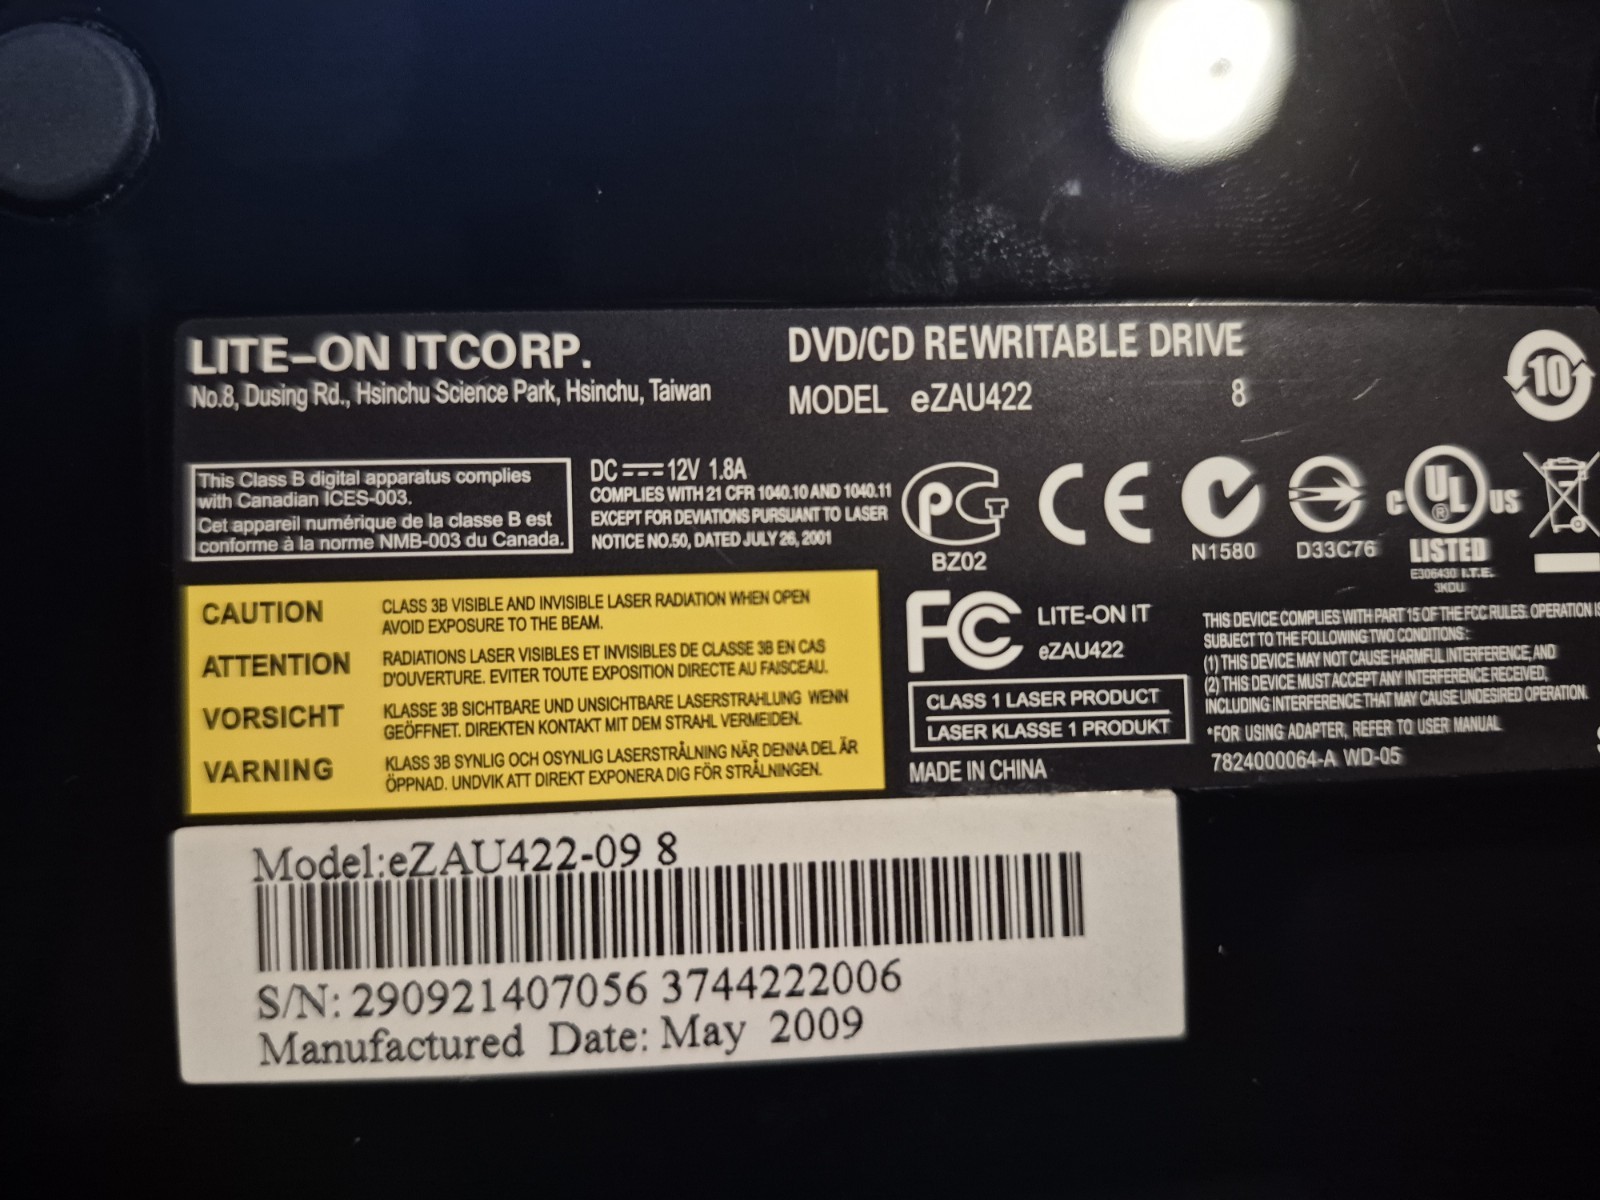 LITE-ON IT CORP.
No.8, Dusing Rd., Hsinchu Science Park, Hsinchu, Taiwan
DVD/CD REWRITABLE DRIVE
MODEL eZAU422 8
10
This Class B digital apparatus complies
with Canadian ICES-003.
Cet appareil numérique de la classe B est
conforme à la norme NMB-003 du Canada.
DC 12V 1.8A
COMPLIES WITH 21 CFR 1040.10 AND 1040.11
EXCEPT FOR DEVIATIONS PURSUANT TO LASER
NOTICE NO.50, DATED JULY 26, 2001
BZ02
CE
N1580
D33C76
C UL ® US
LISTED
E306430 I.T.E.
3KDU
CAUTION CLASS 3B VISIBLE AND INVISIBLE LASER RADIATION WHEN OPEN
AVOID EXPOSURE TO THE BEAM.
ATTENTION RADIATIONS LASER VISIBLES ET INVISIBLES DE CLASSE 3B EN CAS
D'OUVERTURE. EVITER TOUTE EXPOSITION DIRECTE AU FAISCEAU.
VORSICHT KLASSE 3B SICHTBARE UND UNSICHTBARE LASERSTRAHLUNG WENN
GEÖFFNET. DIREKTEN KONTAKT MIT DEM STRAHL VERMEIDEN.
VARNING KLASS 3B SYNLIG OCH OSYNLIG LASERSTRÅLNING NÄR DENNA DEL ÄR
ÖPPNAD. UNDVIK ATT DIREKT EXPONERA DIG FÖR STRÅLNINGEN.
FC LITE-ON IT
eZAU422
CLASS 1 LASER PRODUCT
LASER KLASSE 1 PRODUKT
MADE IN CHINA
THIS DEVICE COMPLIES WITH PART 15 OF THE FCC RULES. OPERATION IS
SUBJECT TO THE FOLLOWING TWO CONDITIONS:
(1) THIS DEVICE MAY NOT CAUSE HARMFUL INTERFERENCE, AND
(2) THIS DEVICE MUST ACCEPT ANY INTERFERENCE RECEIVED,
INCLUDING INTERFERENCE THAT MAY CAUSE UNDESIRED OPERATION.
*FOR USING ADAPTER, REFER TO USER MANUAL
7824000064-A WD-05
Model:eZAU422-09 8
S/N: 290921407056 3744222006
Manufactured Date: May 2009